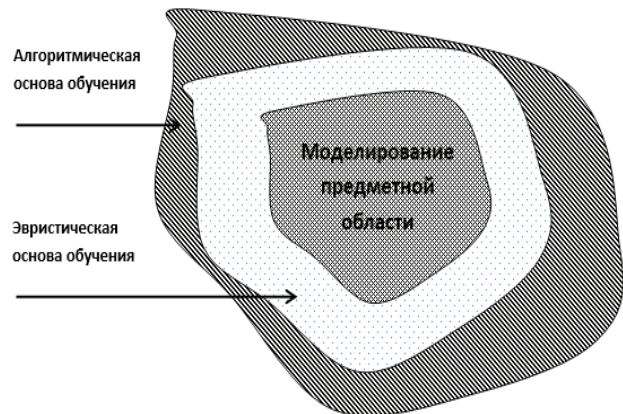 Алгоритмическая
основа обучения
Моделирование
предметной
области
Эвристическая
основа обучения